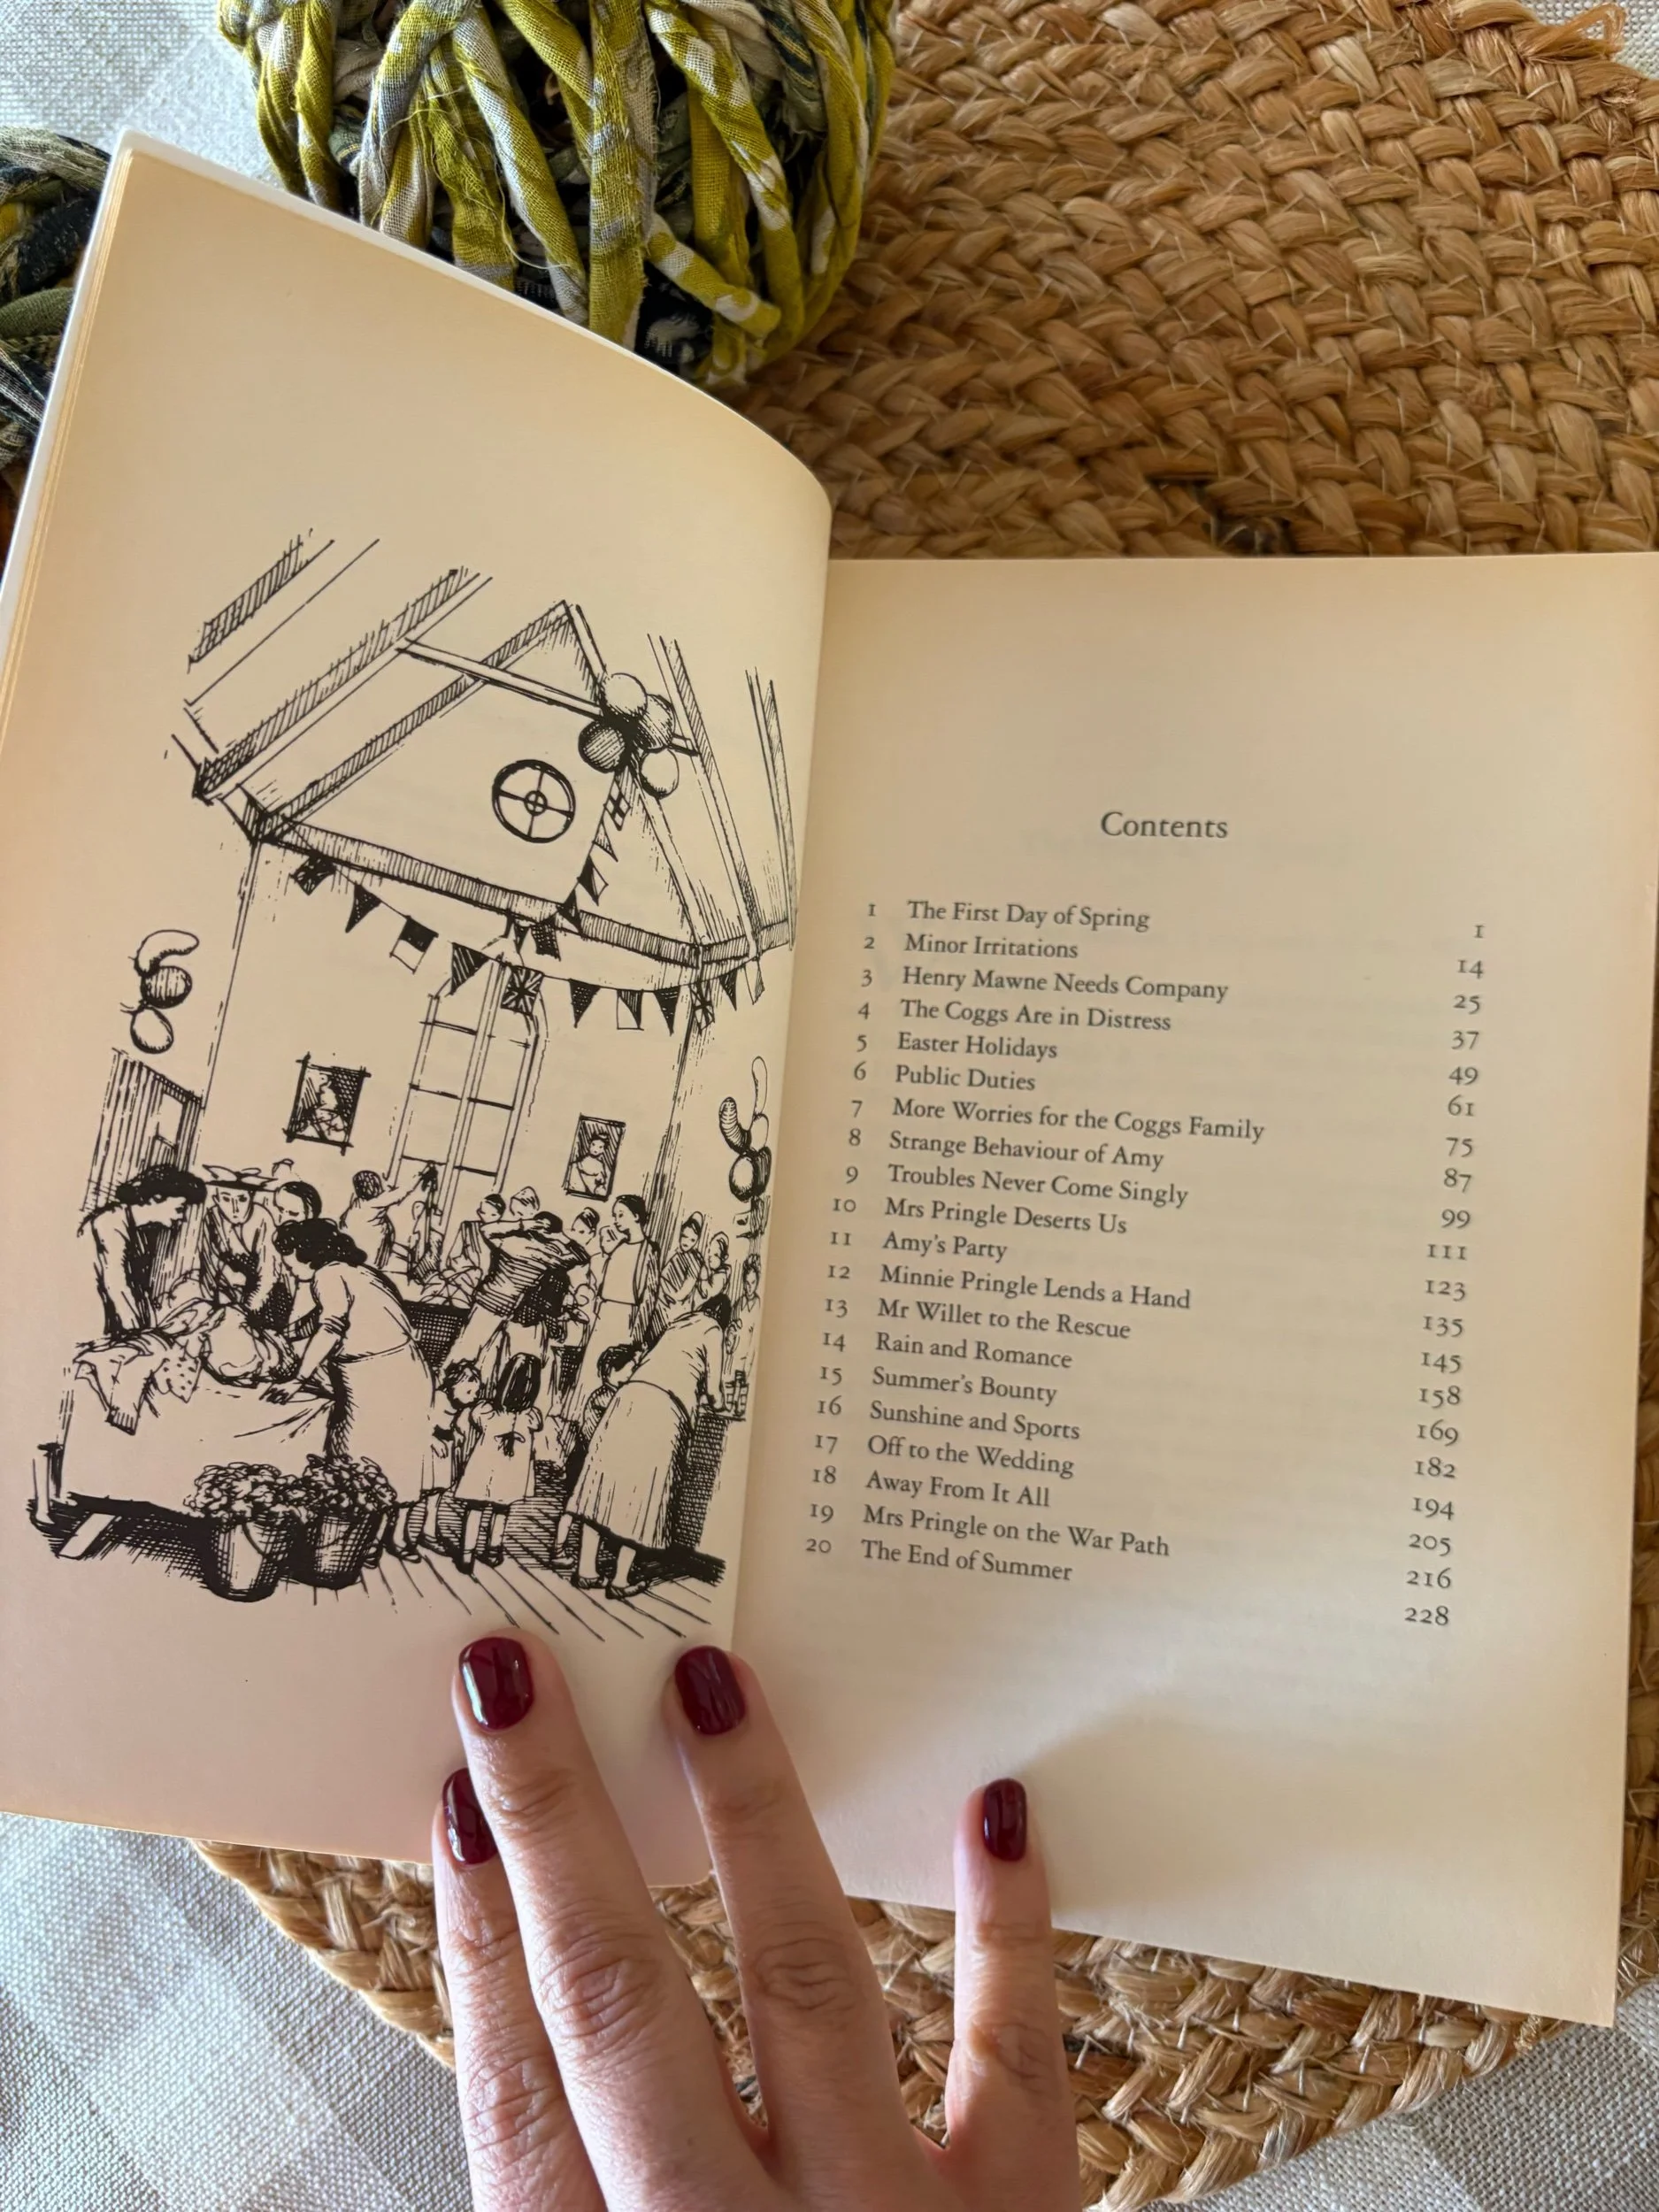 Contents
1 The First Day of Spring 1
2 Minor Irritations 14
3 Henry Mawne Needs Company 25
4 The Coggs Are in Distress 37
5 Easter Holidays 49
6 Public Duties 61
7 More Worries for the Coggs Family 75
8 Strange Behaviour of Amy 87
9 Troubles Never Come Singly 99
10 Mrs Pringle Deserts Us 111
11 Amy's Party 123
12 Minnie Pringle Lends a Hand 135
13 Mr Willet to the Rescue 145
14 Rain and Romance 158
15 Summer's Bounty 169
16 Sunshine and Sports 182
17 Off to the Wedding 194
18 Away From It All 205
19 Mrs Pringle on the War Path 216
20 The End of Summer 228